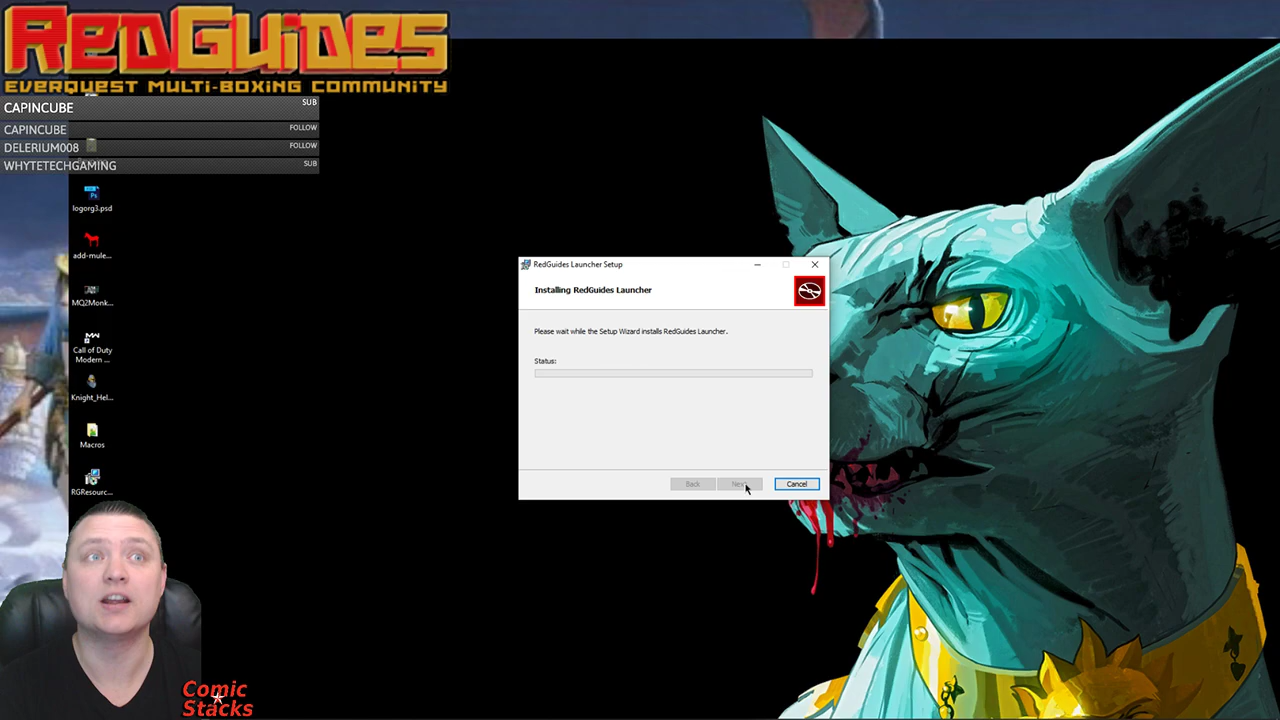 RedGuides
EVERQUEST MULTI-BOXING COMMUNITY
CAPINCUBE SUB
CAPINCUBE FOLLOW
DELERIUM008 FOLLOW
WHYTETECHGAMING SUB
logorg3.psd
add-mule...
MQ2Monk...
Call of Duty
Modern ...
Knight_Hel...
Macros
RGResourc...
RedGuides Launcher Setup
Installing RedGuides Launcher
Please wait while the Setup Wizard installs RedGuides Launcher.
Status:
Back Next Cancel
Comic
Stacks